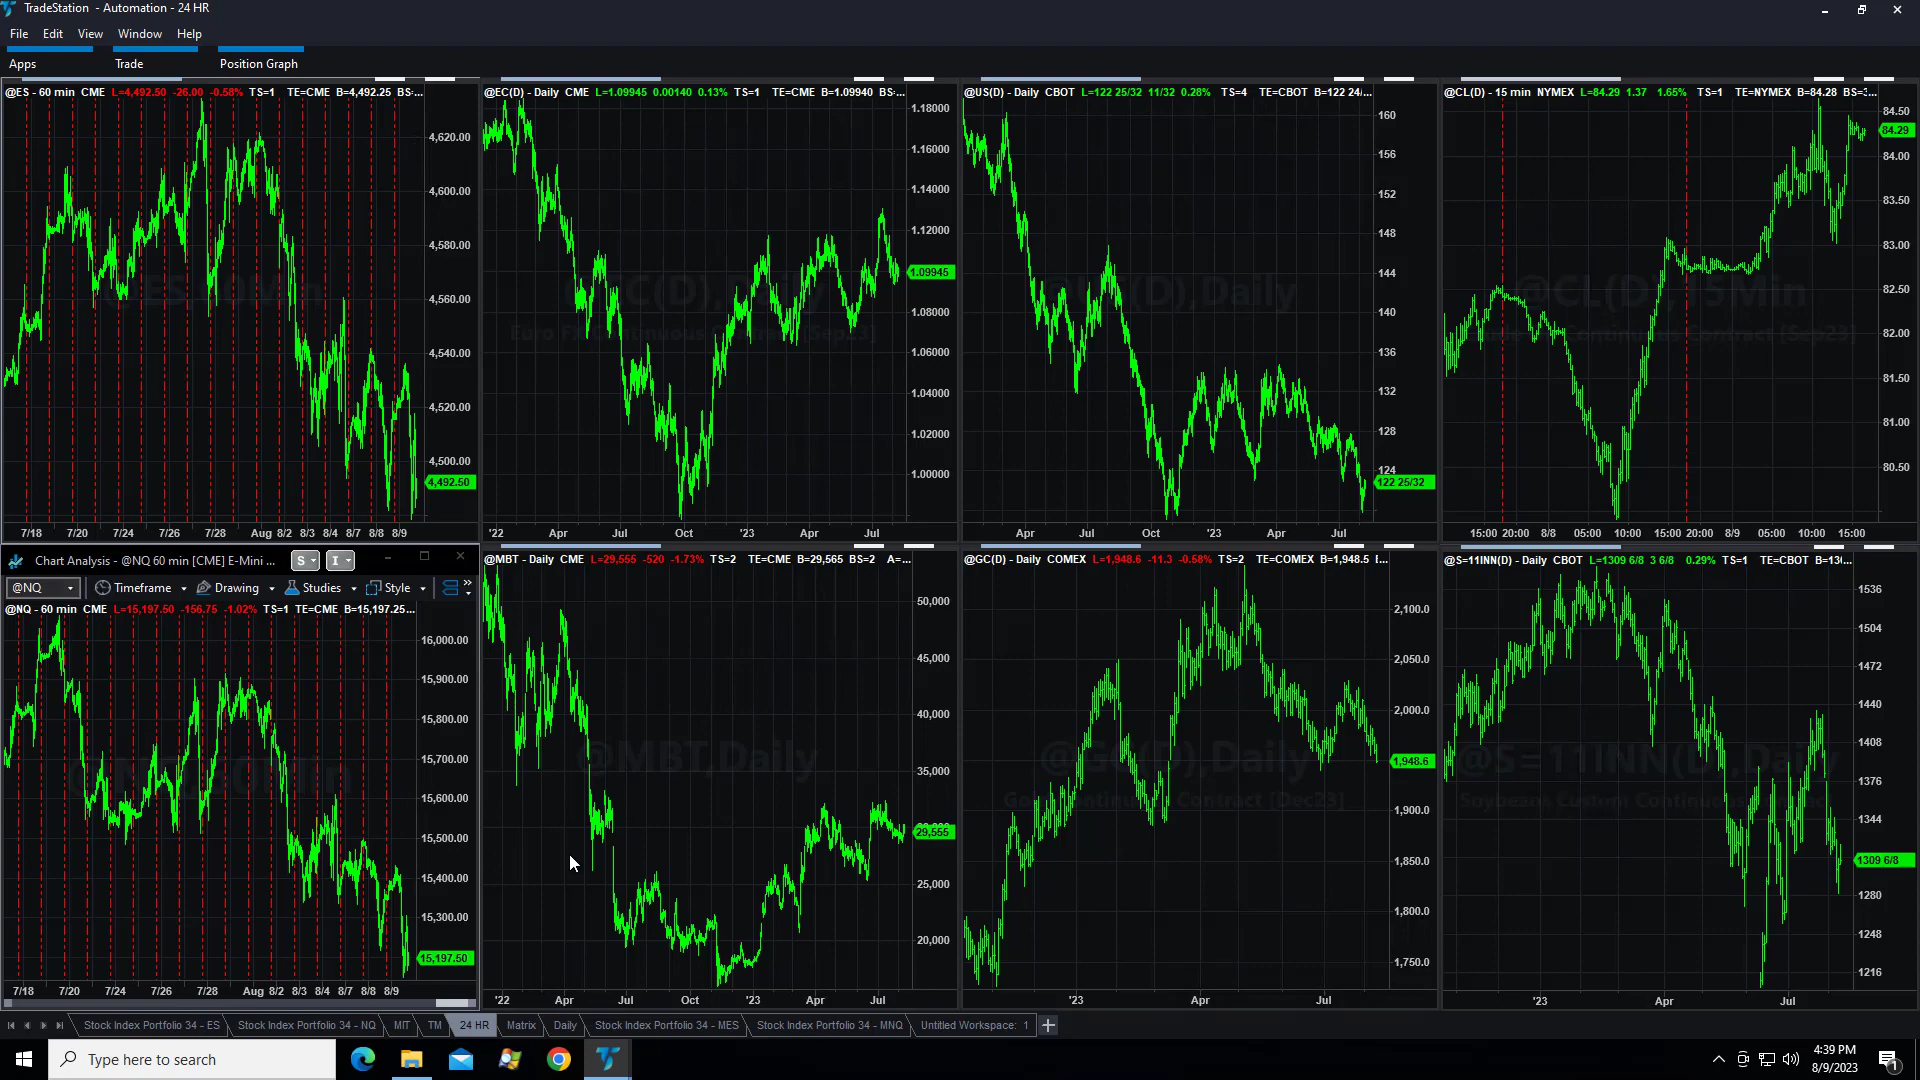 TradeStation - Automation - 24 HR
File Edit View Window Help
Apps Trade Position Graph
@ES - 60 min CME L=4,492.50 -26.00 -0.58% TS=1 TE=CME B=4,492.25 BS:...
4,620.00
4,600.00
4,580.00
4,560.00
4,540.00
4,520.00
4,500.00
4,492.50
7/18 7/20 7/24 7/26 7/28 Aug 8/2 8/3 8/4 8/7 8/8 8/9
@EC(D) - Daily CME L=1.09945 0.00140 0.13% TS=1 TE=CME B=1.09940 BS:...
1.18000
1.16000
1.14000
1.12000
1.09945
1.08000
1.06000
1.04000
1.02000
1.00000
'22 Apr Jul Oct '23 Apr Jul
@US(D) - Daily CBOT L=122 25/32 11/32 0.28% TS=4 TE=CBOT B=122 24/...
160
156
152
148
144
140
136
132
128
124
122 25/32
Apr Jul Oct '23 Apr Jul
@CL(D) - 15 min NYMEX L=84.29 1.37 1.65% TS=1 TE=NYMEX B=84.28 BS=3...
84.50
84.29
84.00
83.50
83.00
82.50
82.00
81.50
81.00
80.50
15:00 20:00 8/8 05:00 10:00 15:00 20:00 8/9 05:00 10:00 15:00
Chart Analysis - @NQ 60 min [CME] E-Mini ... S I
@NQ Timeframe Drawing Studies Style
@NQ - 60 min CME L=15,197.50 -156.75 -1.02% TS=1 TE=CME B=15,197.25...
16,000.00
15,900.00
15,800.00
15,700.00
15,600.00
15,500.00
15,400.00
15,300.00
15,197.50
7/18 7/20 7/24 7/26 7/28 Aug 8/2 8/3 8/4 8/7 8/8 8/9
@MBT - Daily CME L=29,555 -520 -1.73% TS=2 TE=CME B=29,565 BS=2 A=...
@MBT,Daily
50,000
45,000
40,000
35,000
29,555
25,000
20,000
'22 Apr Jul Oct '23 Apr Jul
@GC(D) - Daily COMEX L=1,948.6 -11.3 -0.58% TS=2 TE=COMEX B=1,948.5 [...
@GC(D),Daily
2,100.0
2,050.0
2,000.0
1,948.6
1,900.0
1,850.0
1,800.0
1,750.0
'23 Apr Jul
@S=11INN(D) - Daily CBOT L=1309 6/8 3 6/8 0.29% TS=1 TE=CBOT B=13(...
@S=11INN(D),Daily
1536
1504
1472
1440
1408
1376
1344
1309 6/8
1280
1248
1216
'23 Apr Jul
Stock Index Portfolio 34 - ES Stock Index Portfolio 34 - NQ MIT TM 24 HR Matrix Daily Stock Index Portfolio 34 - MES Stock Index Portfolio 34 - MNQ Untitled Workspace: 1
Type here to search
4:39 PM
8/9/2023
1